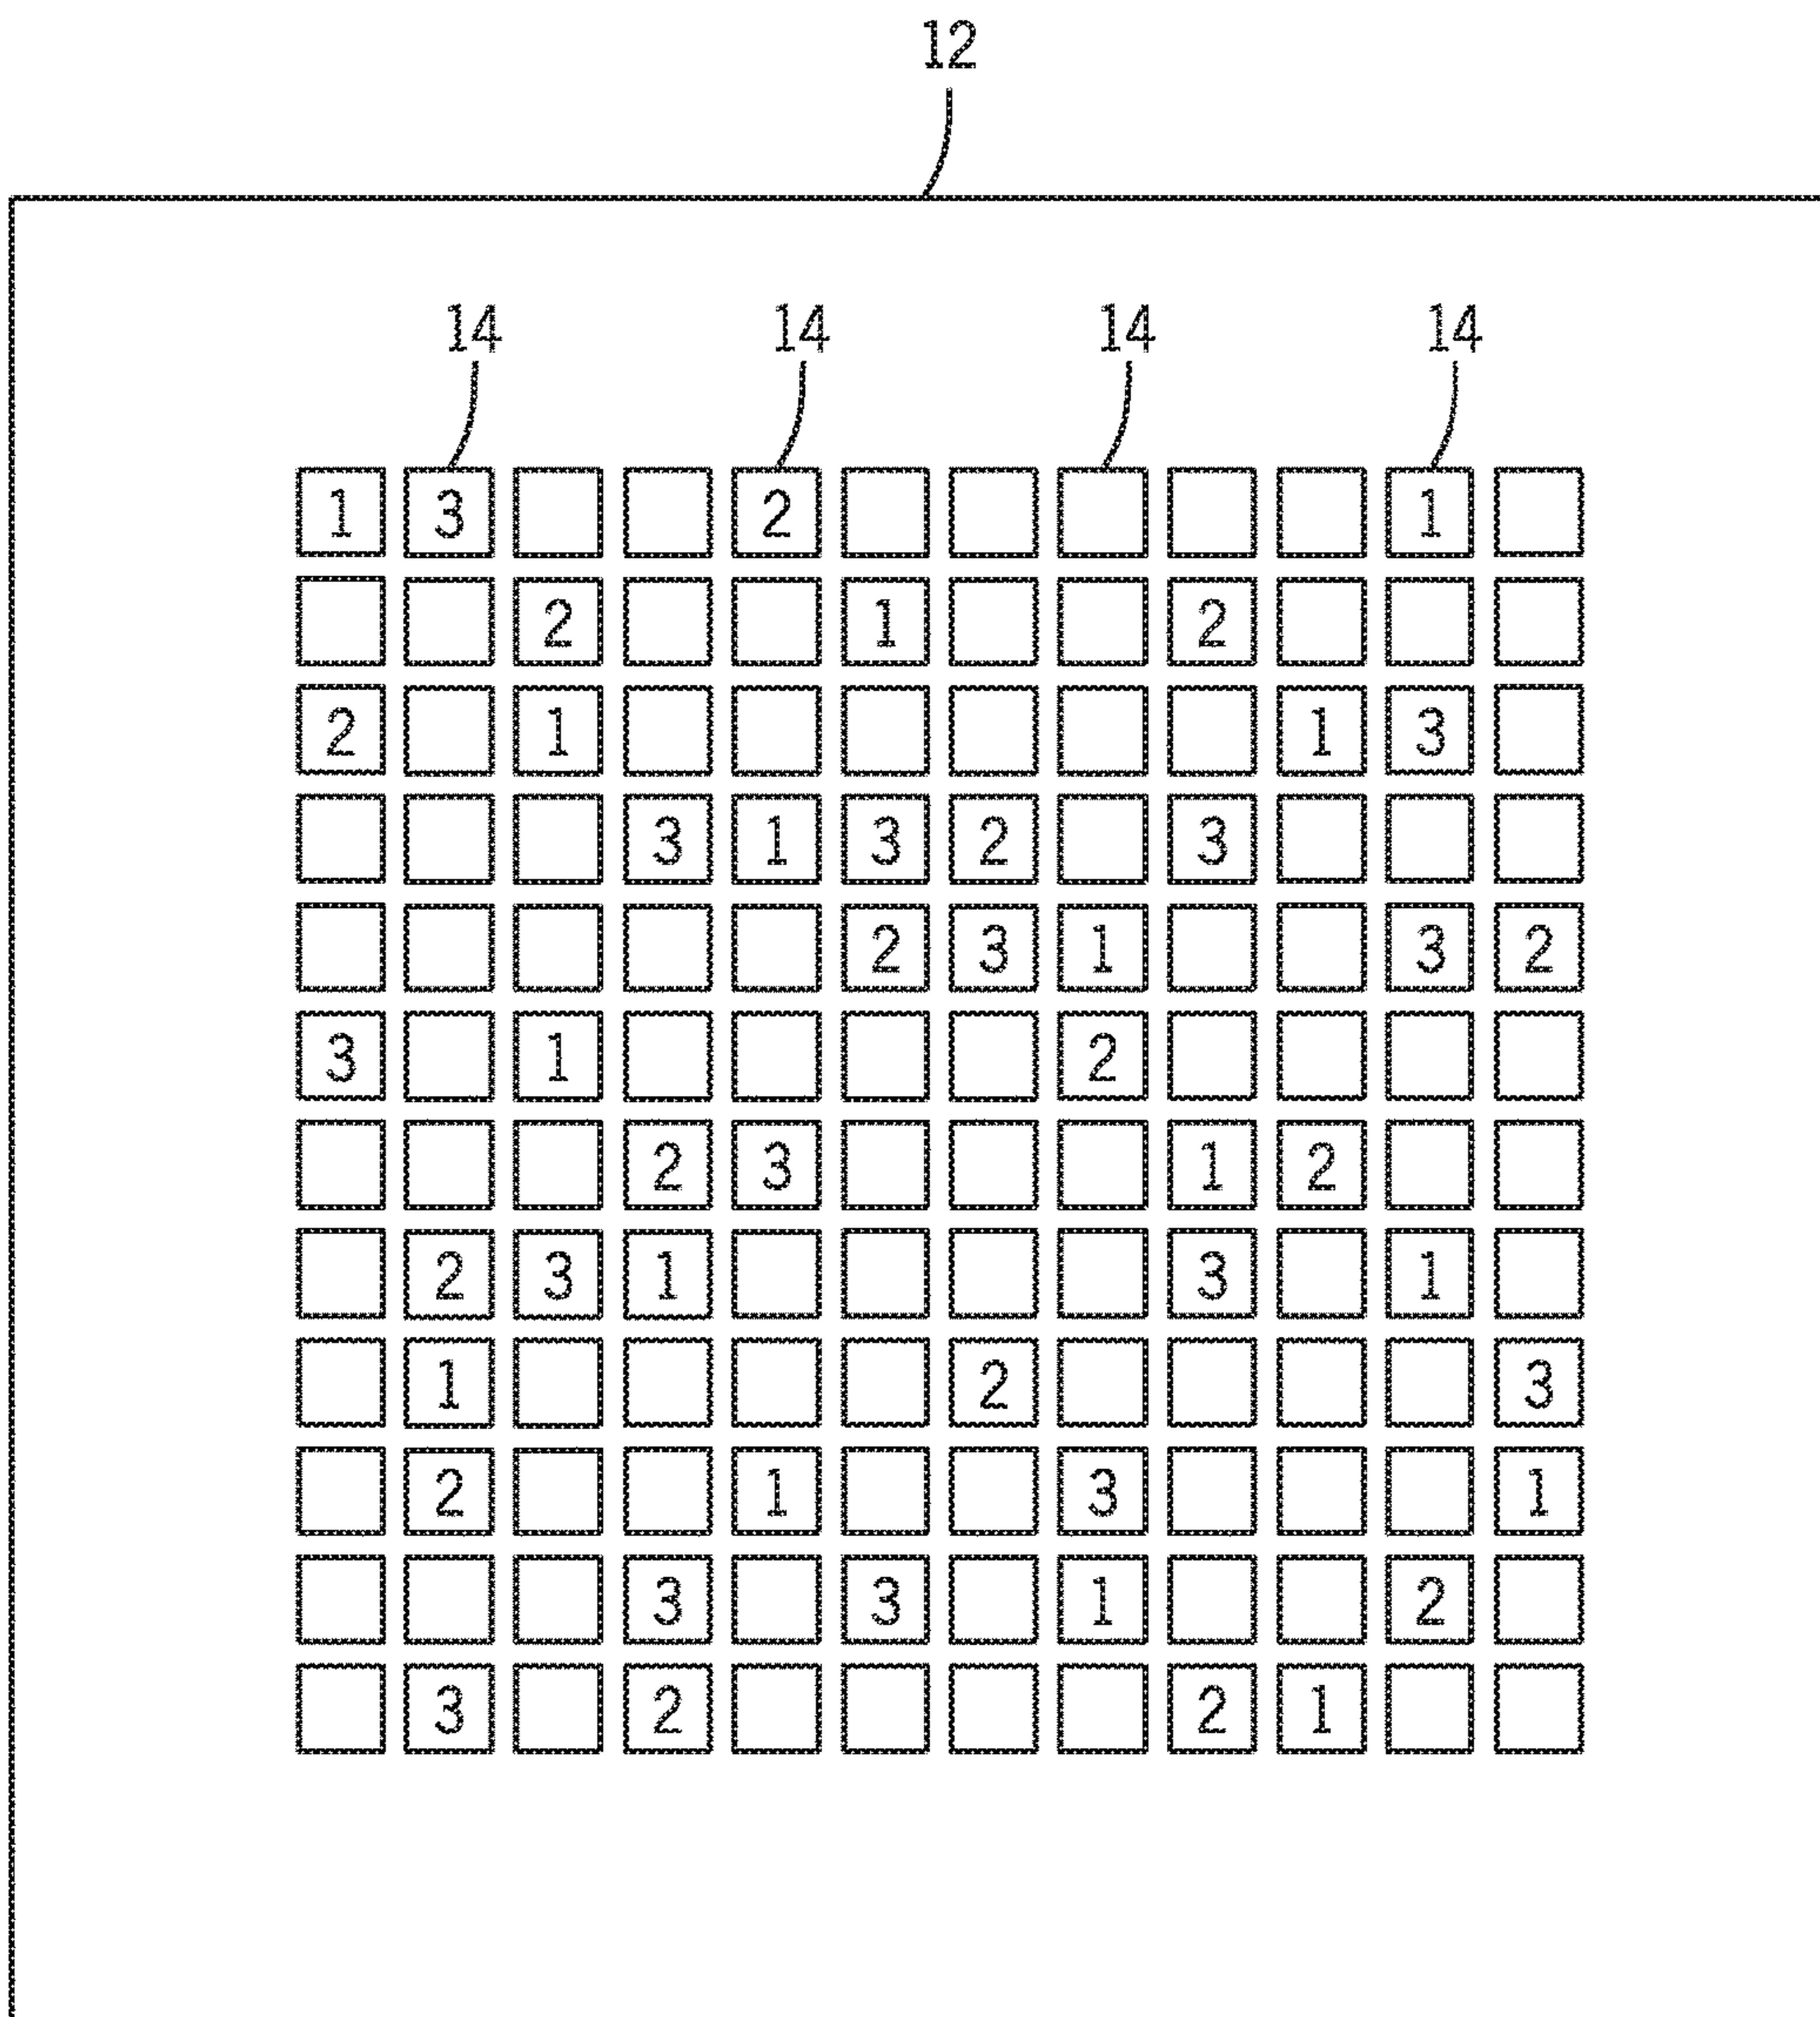 12
14 14 14 14
1 3 2 1
2 1 2
2 1 1 3
3 1 3 2 3
2 3 1 3 2
3 1 2
2 3 1 2
2 3 1 3 1
1 2 3
2 1 3 1
3 3 1 2
3 2 2 1